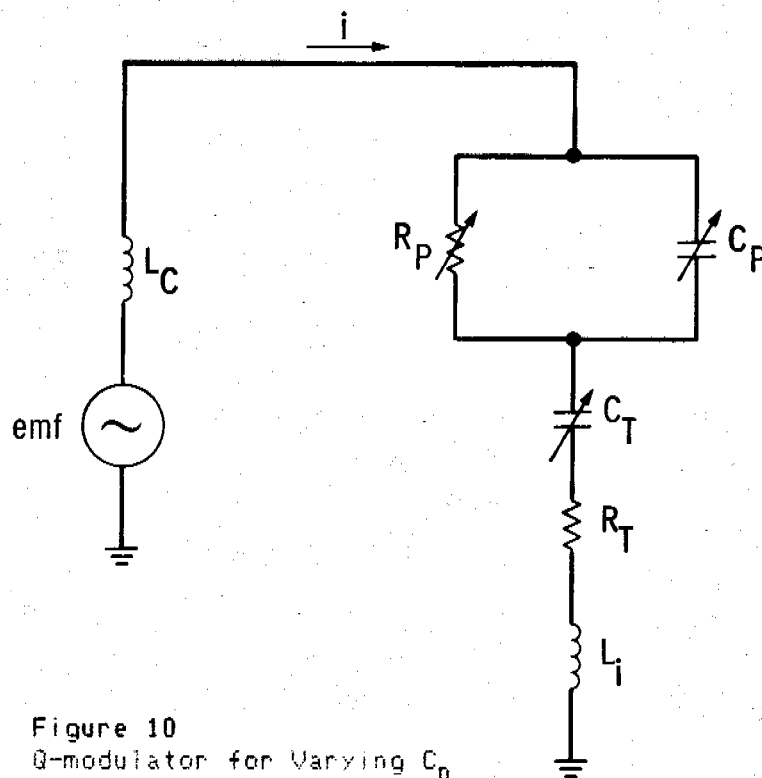 i
L_C
R_P
C_P
emf
C_T
R_T
L_i
Figure 10
Q-modulator for Varying C_p